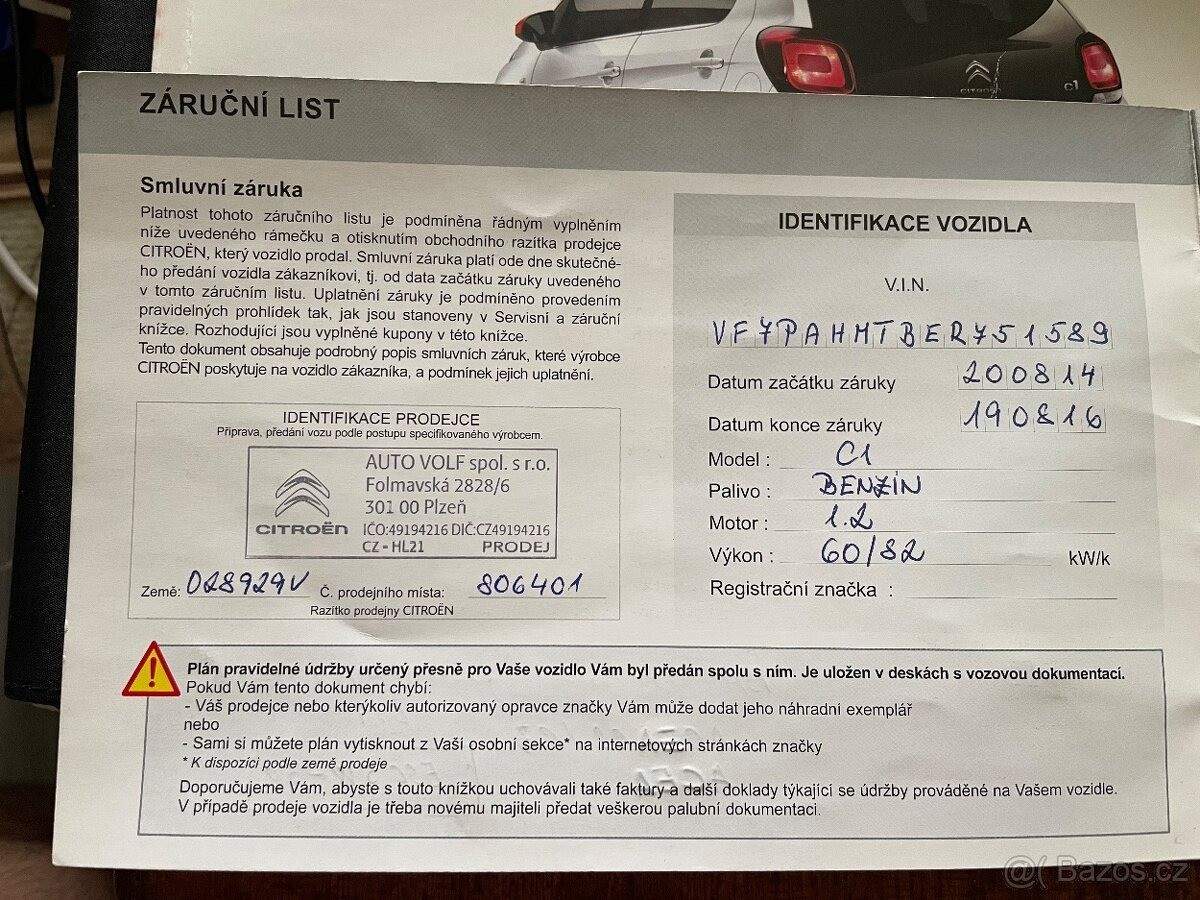 CITROËN C1
ZÁRUČNÍ LIST
Smluvní záruka
Platnost tohoto záručního listu je podmíněna řádným vyplněním
níže uvedeného rámečku a otisknutím obchodního razítka prodejce
CITROËN, který vozidlo prodal. Smluvní záruka platí ode dne skutečné-
ho předání vozidla zákazníkovi, tj. od data začátku záruky uvedeného
v tomto záručním listu. Uplatnění záruky je podmíněno provedením
pravidelných prohlídek tak, jak jsou stanoveny v Servisní a záruční
knížce. Rozhodující jsou vyplněné kupony v této knížce.
Tento dokument obsahuje podrobný popis smluvních záruk, které výrobce
CITROËN poskytuje na vozidlo zákazníka, a podmínek jejich uplatnění.
IDENTIFIKACE PRODEJCE
Příprava, předání vozu podle postupu specifikovaného výrobcem.
AUTO VOLF spol. s r.o.
Folmavská 2828/6
301 00 Plzeň
CITROËN IČO:49194216 DIČ:CZ49194216
CZ - HL21 PRODEJ
Země: 028929V Č. prodejního místa: 806401
Razítko prodejny CITROËN
IDENTIFIKACE VOZIDLA
V.I.N.
VF7PAHMTBER751589
Datum začátku záruky 200814
Datum konce záruky 190816
Model : C1
Palivo : BENZÍN
Motor : 1.2
Výkon : 60/82 kW/k
Registrační značka :
Plán pravidelné údržby určený přesně pro Vaše vozidlo Vám byl předán spolu s ním. Je uložen v deskách s vozovou dokumentací.
Pokud Vám tento dokument chybí:
- Váš prodejce nebo kterýkoliv autorizovaný opravce značky Vám může dodat jeho náhradní exemplář
nebo
- Sami si můžete plán vytisknout z Vaší osobní sekce* na internetových stránkách značky
* K dispozici podle země prodeje
Doporučujeme Vám, abyste s touto knížkou uchovávali také faktury a další doklady týkající se údržby prováděné na Vašem vozidle.
V případě prodeje vozidla je třeba novému majiteli předat veškerou palubní dokumentaci.
@( Bazos.cz